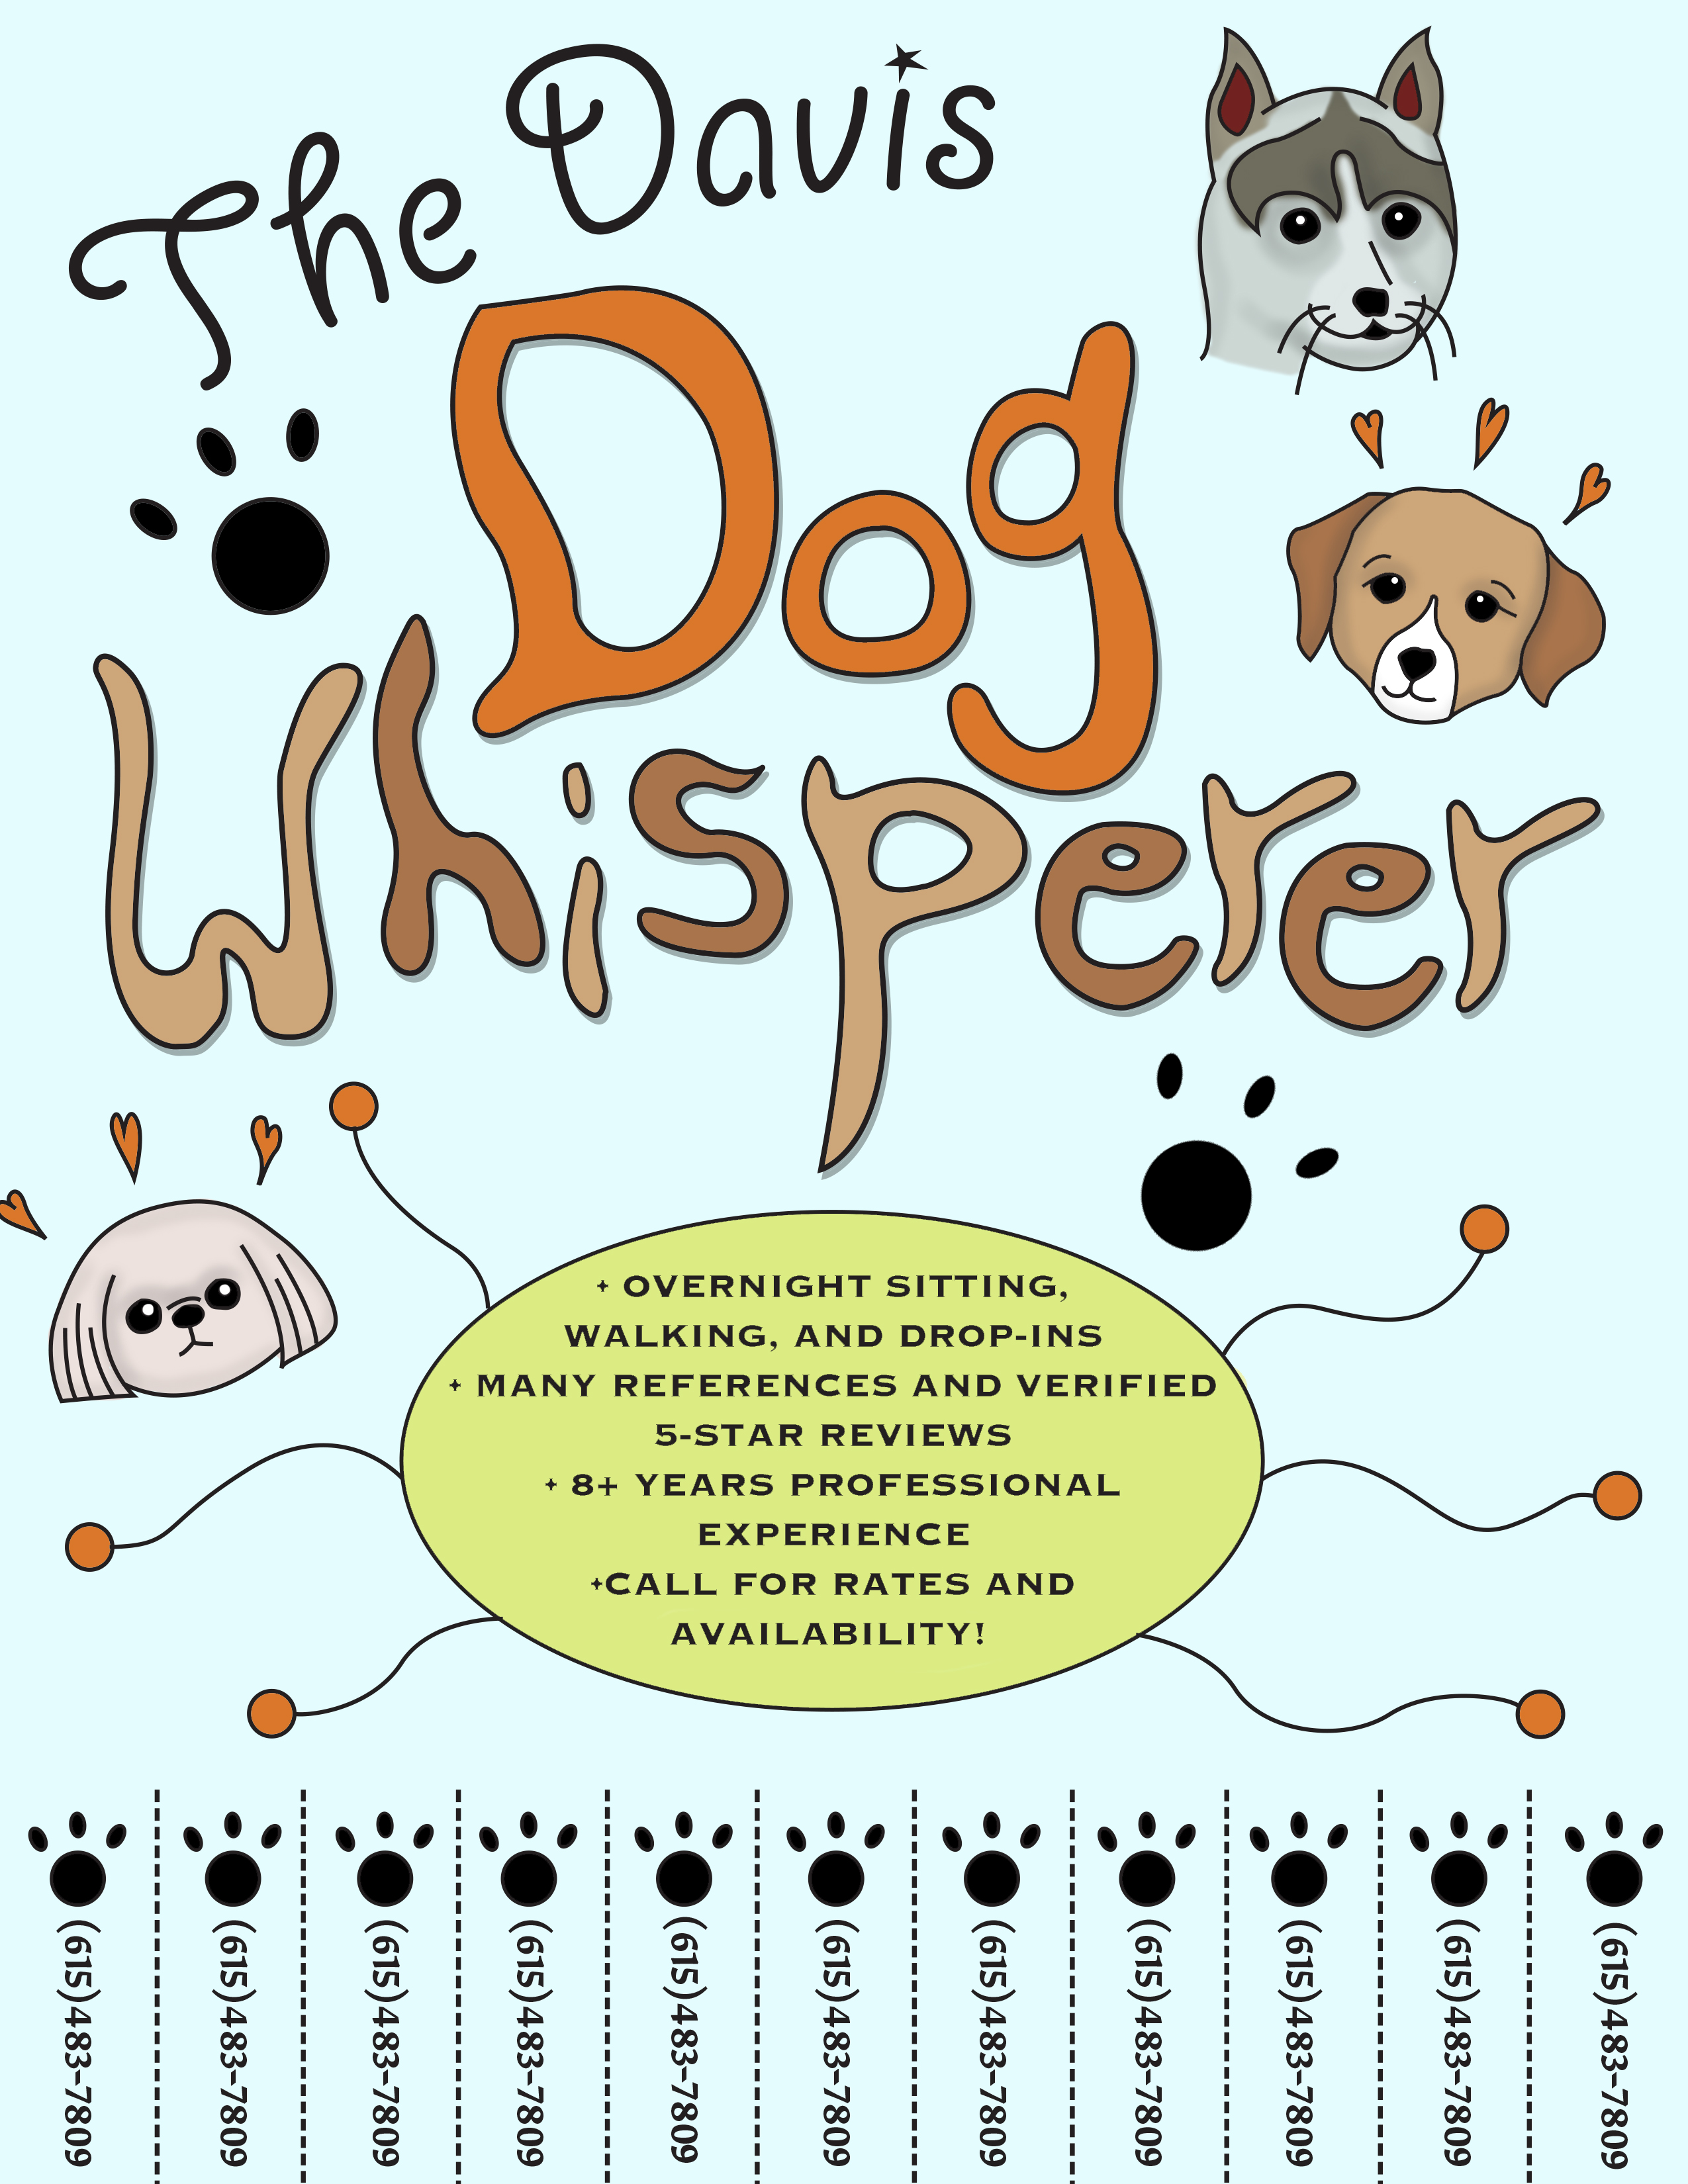 The Davis
Dog
Whisperer
+ OVERNIGHT SITTING,
WALKING, AND DROP-INS
+ MANY REFERENCES AND VERIFIED
5-STAR REVIEWS
+ 8+ YEARS PROFESSIONAL
EXPERIENCE
+CALL FOR RATES AND
AVAILABILITY!
(615)483-7809
(615)483-7809
(615)483-7809
(615)483-7809
(615)483-7809
(615)483-7809
(615)483-7809
(615)483-7809
(615)483-7809
(615)483-7809
(615)483-7809